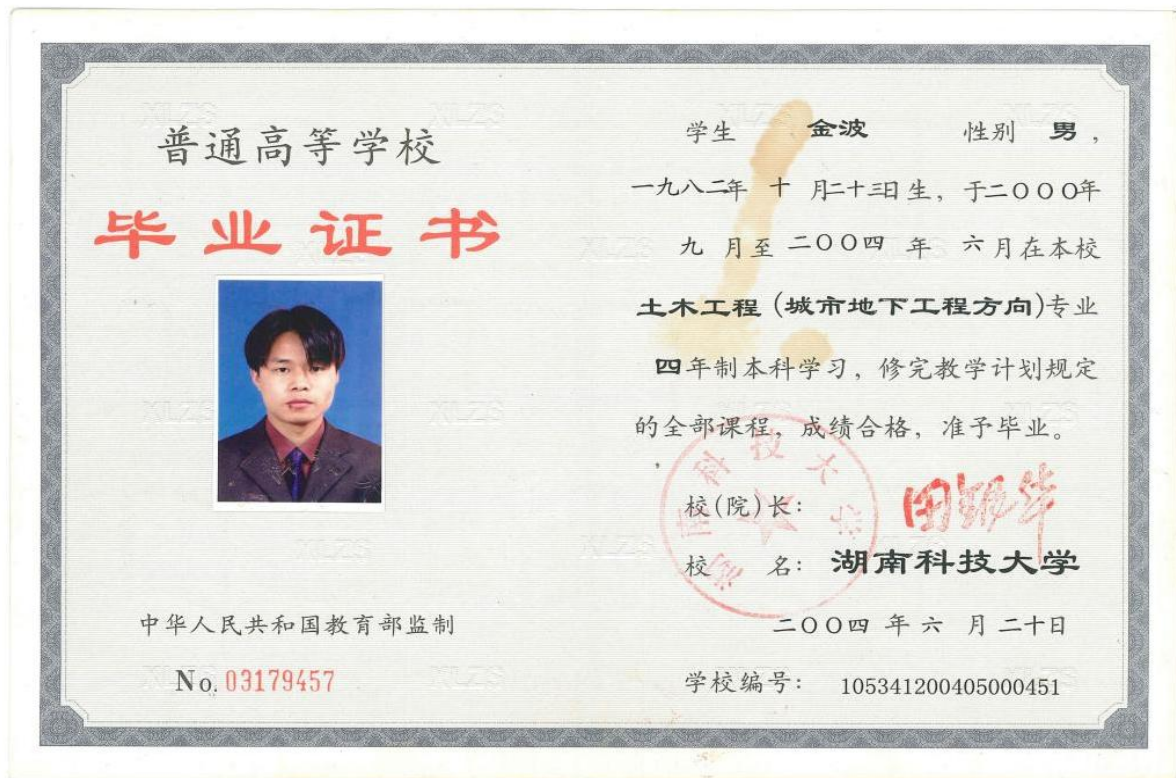 普通高等学校
毕业证书
中华人民共和国教育部监制
No. 03179457
学生 金波 性别 男，
一九八二年 十 月二十三日生，于二〇〇〇年
九 月至 二〇〇四 年 六 月在本校
土木工程（城市地下工程方向）专业
四年制本科学习，修完教学计划规定
的全部课程，成绩合格，准予毕业。
校(院)长：
校 名： 湖南科技大学
湖南科技大学
二〇〇四 年 六 月 二十日
学校编号： 105341200405000451